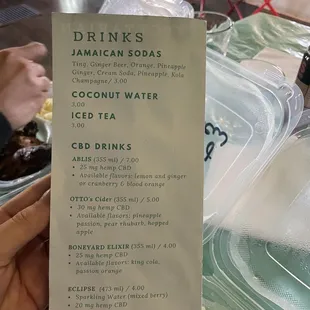 DRINKS
JAMAICAN SODAS
Ting, Ginger Beer, Orange, Pineapple
Ginger, Cream Soda, Pineapple, Kola
Champagne/ 3.00
COCONUT WATER
3.00
ICED TEA
3.00
CBD DRINKS
ABLIS (355 ml) / 7.00
• 25 mg hemp CBD
• Available flavors: lemon and ginger
or cranberry & blood orange
OTTO's Cider (355 ml) / 5.00
• 30 mg hemp CBD
• Available flavors: pineapple
passion, pear rhubarb, hopped
apple
BONEYARD ELIXIR (355 ml) / 4.00
• 25 mg hemp CBD
• Available flavors: king cola,
passion orange
ECLIPSE (473 ml) / 4.00
• Sparkling Water (mixed berry)
• 20 mg hemp CBD